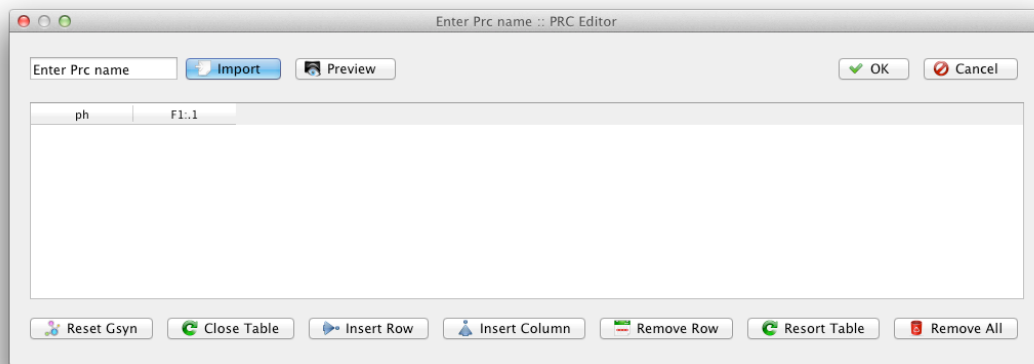 Enter Prc name :: PRC Editor
Enter Prc name Import Preview OK Cancel
ph F1:.1
Reset Gsyn Close Table Insert Row Insert Column Remove Row Resort Table Remove All